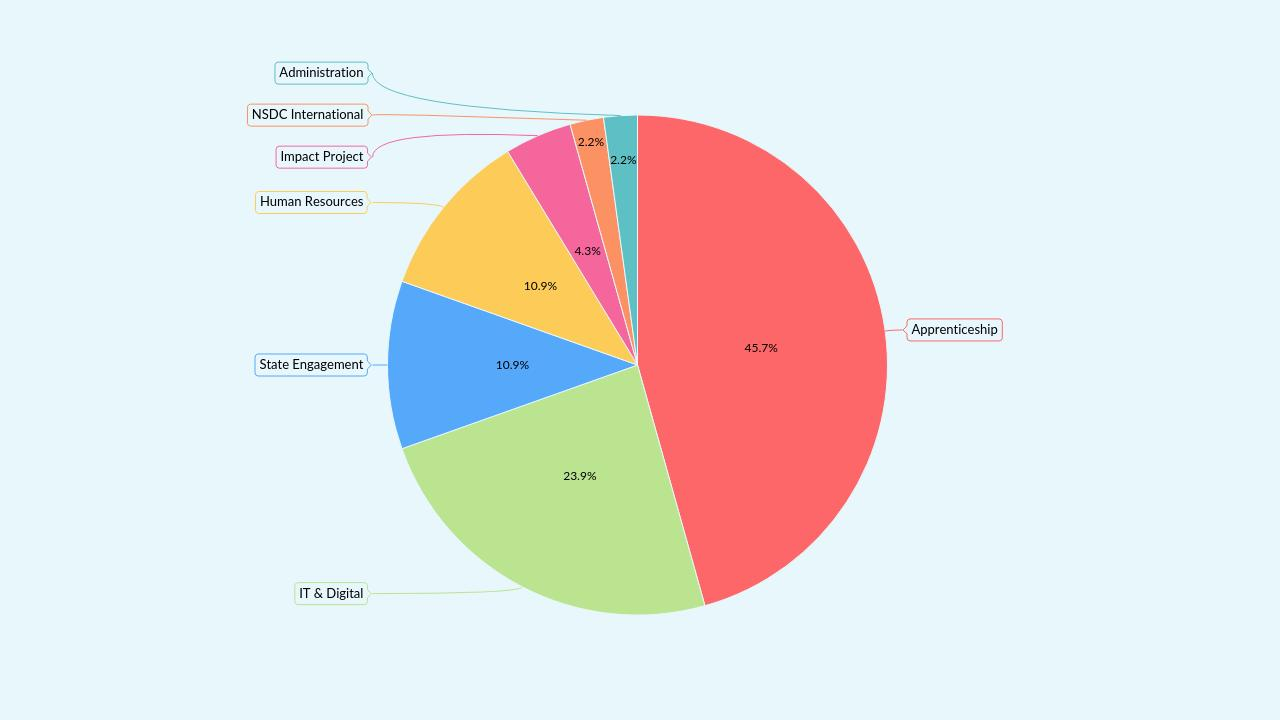 Administration
NSDC International
Impact Project
Human Resources
State Engagement
IT & Digital
Apprenticeship
2.2%
2.2%
4.3%
10.9%
10.9%
23.9%
45.7%